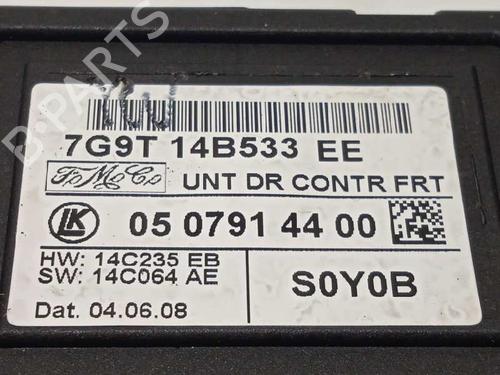 7G9T 14B533 EE
FoMoCo UNT DR CONTR FRT
LK 05 0791 44 00
HW: 14C235 EB
SW: 14C064 AE
S0Y0B
Dat. 04.06.08
B-PARTS